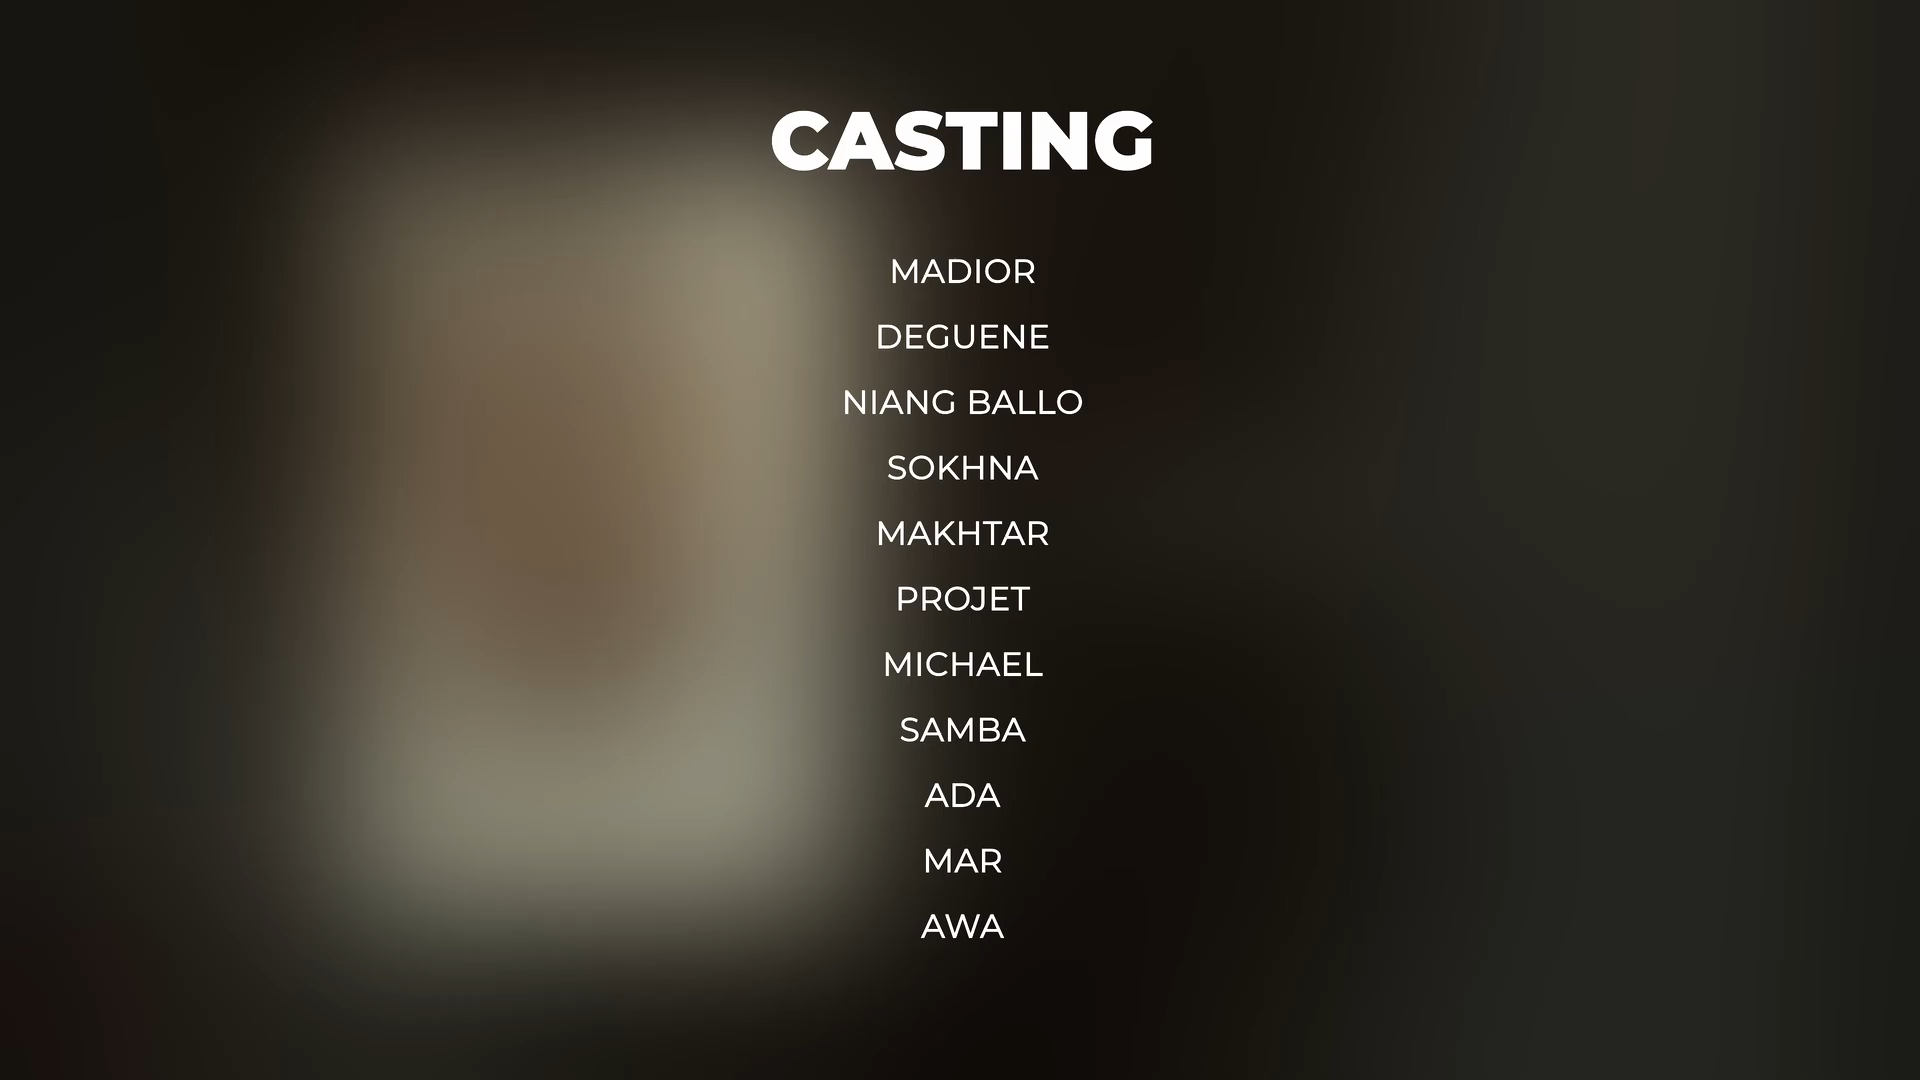 CASTING
MADIOR
DEGUENE
NIANG BALLO
SOKHNA
MAKHTAR
PROJET
MICHAEL
SAMBA
ADA
MAR
AWA